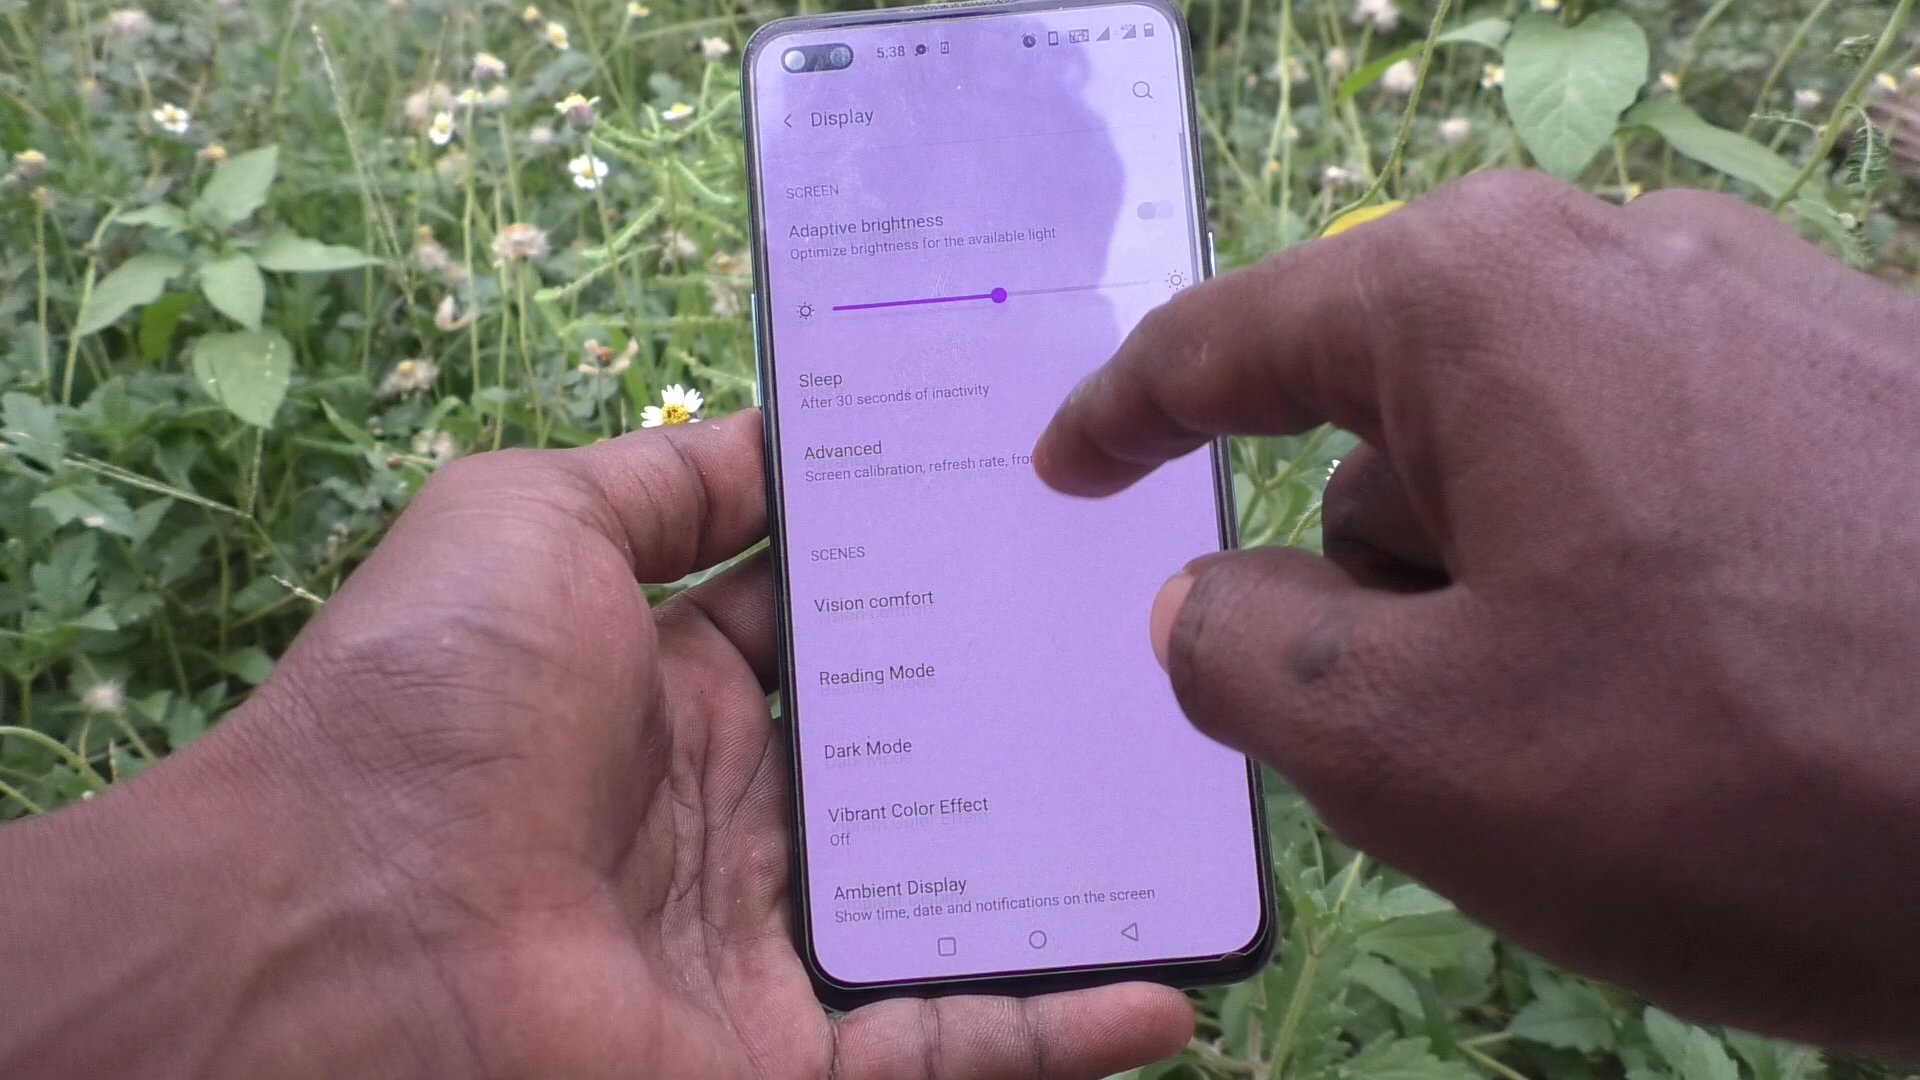 5:38
Display
SCREEN
Adaptive brightness
Optimize brightness for the available light
Sleep
After 30 seconds of inactivity
Advanced
Screen calibration, refresh rate,
SCENES
Vision comfort
Reading Mode
Dark Mode
Vibrant Color Effect
Off
Ambient Display
Show time, date and notifications on the screen